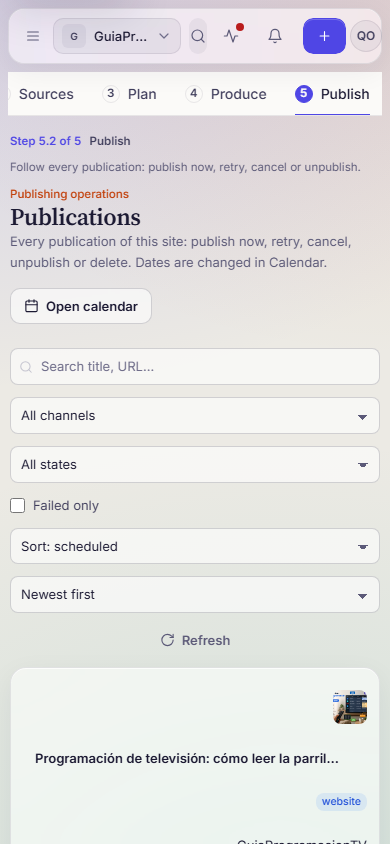 G GuiaPr... QO
Sources 3 Plan 4 Produce 5 Publish
Step 5.2 of 5 Publish
Follow every publication: publish now, retry, cancel or unpublish.
Publishing operations
Publications
Every publication of this site: publish now, retry, cancel,
unpublish or delete. Dates are changed in Calendar.
Open calendar
Search title, URL...
All channels
All states
Failed only
Sort: scheduled
Newest first
Refresh
Programación de televisión: cómo leer la parril...
website
GuiaProgramacionTV